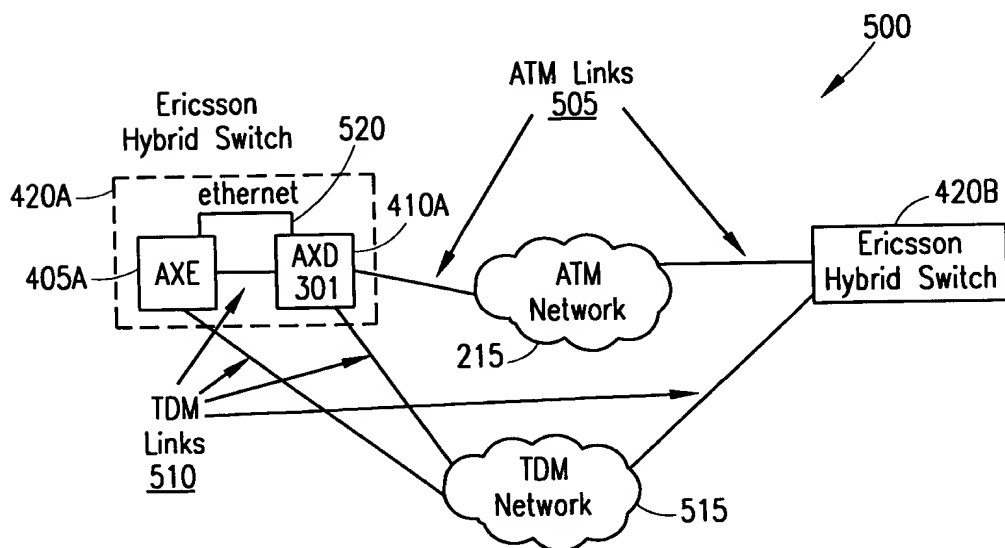 500
ATM Links
505
Ericsson
Hybrid Switch
520
420A
ethernet
410A
420B
405A
AXE
AXD
301
ATM
Network
Ericsson
Hybrid Switch
215
TDM
Links
510
TDM
Network
515